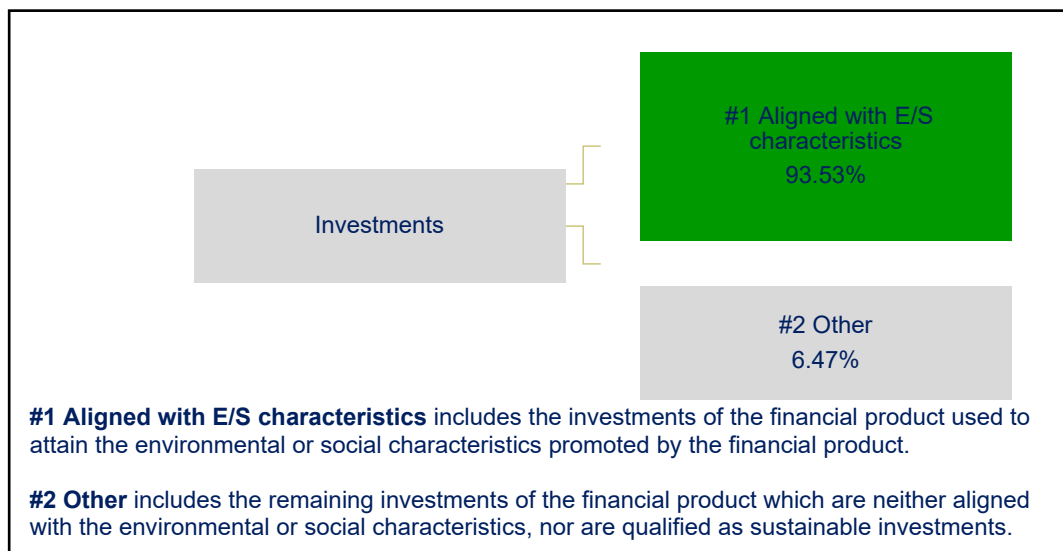 #1 Aligned with E/S
characteristics
93.53%
Investments
#2 Other
6.47%
#1 Aligned with E/S characteristics includes the investments of the financial product used to
attain the environmental or social characteristics promoted by the financial product.
#2 Other includes the remaining investments of the financial product which are neither aligned
with the environmental or social characteristics, nor are qualified as sustainable investments.